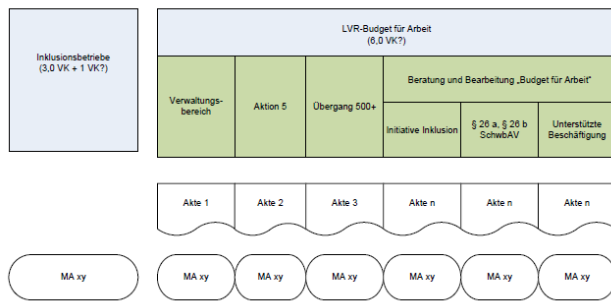 Inklusionsbetriebe
(3,0 VK + 1 VK?)
LVR-Budget für Arbeit
(6,0 VK?)
Verwaltungs-
bereich
Aktion 5
Übergang 500+
Beratung und Bearbeitung „Budget für Arbeit“
Initiative Inklusion
§ 26 a, § 26 b
SchwbAV
Unterstützte
Beschäftigung
Akte 1
Akte 2
Akte 3
Akte n
Akte n
Akte n
MA xy
MA xy
MA xy
MA xy
MA xy
MA xy
MA xy